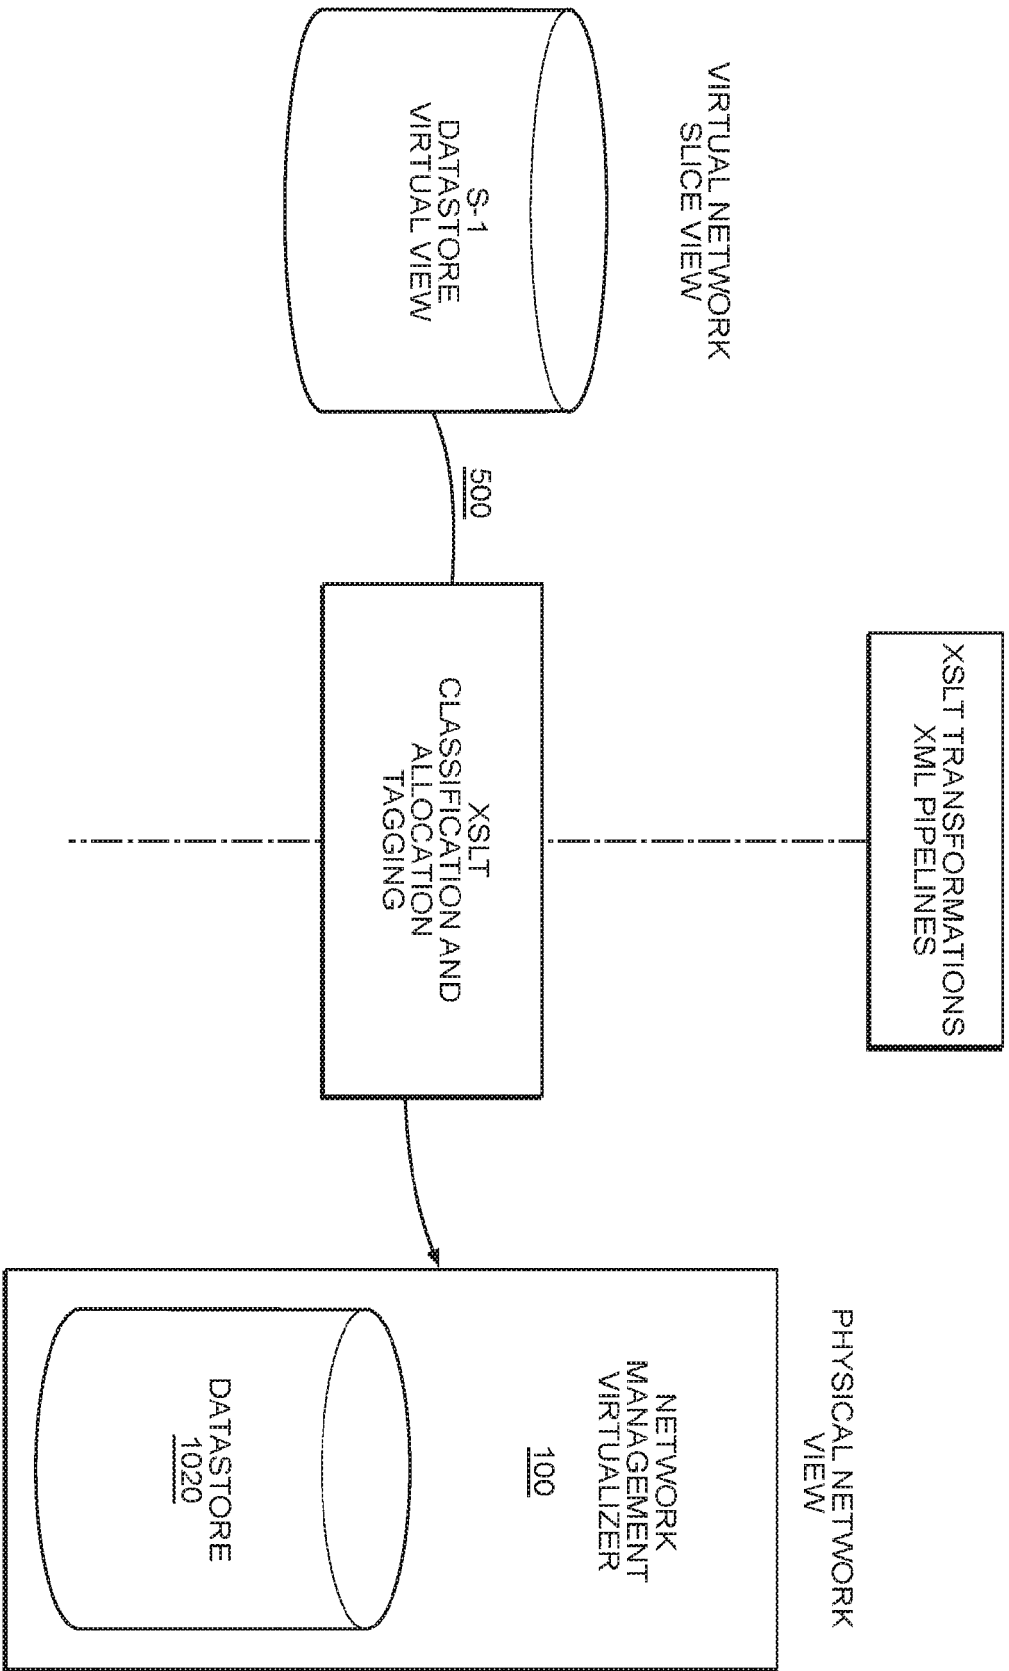 VIRTUAL NETWORK
SLICE VIEW
S-1
DATASTORE
VIRTUAL VIEW
500
XSLT TRANSFORMATIONS
XML PIPELINES
XSLT
CLASSIFICATION AND
ALLOCATION
TAGGING
PHYSICAL NETWORK
VIEW
NETWORK
MANAGEMENT
VIRTUALIZER
100
DATASTORE
1020